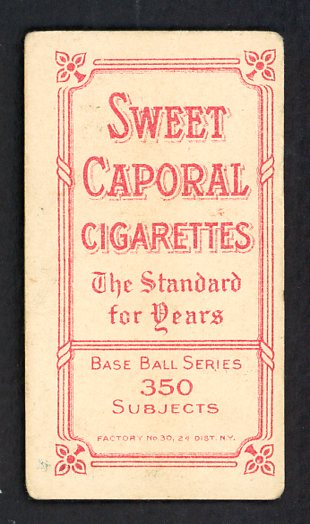 SWEET
CAPORAL
CIGARETTES
The Standard
for Years
BASE BALL SERIES
350
SUBJECTS
FACTORY No. 30, 2d DIST. N.Y.